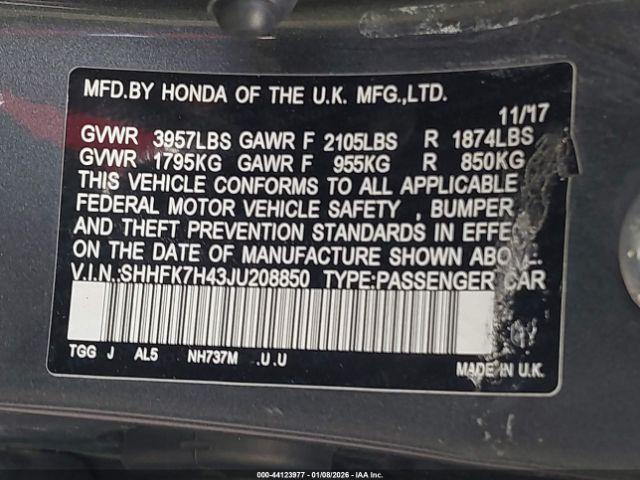 MFD.BY HONDA OF THE U.K. MFG.,LTD.
11/17
GVWR 3957LBS GAWR F 2105LBS R 1874LBS
GVWR 1795KG GAWR F 955KG R 850KG
THIS VEHICLE CONFORMS TO ALL APPLICABLE
FEDERAL MOTOR VEHICLE SAFETY , BUMPER
AND THEFT PREVENTION STANDARDS IN EFFECT
ON THE DATE OF MANUFACTURE SHOWN ABOVE.
V.I.N.:SHHFK7H43JU208850 TYPE:PASSENGER CAR
TGG J AL5 NH737M .U.U
MADE IN U.K.
000-44123977 - 01/08/2026 - IAA, Inc.